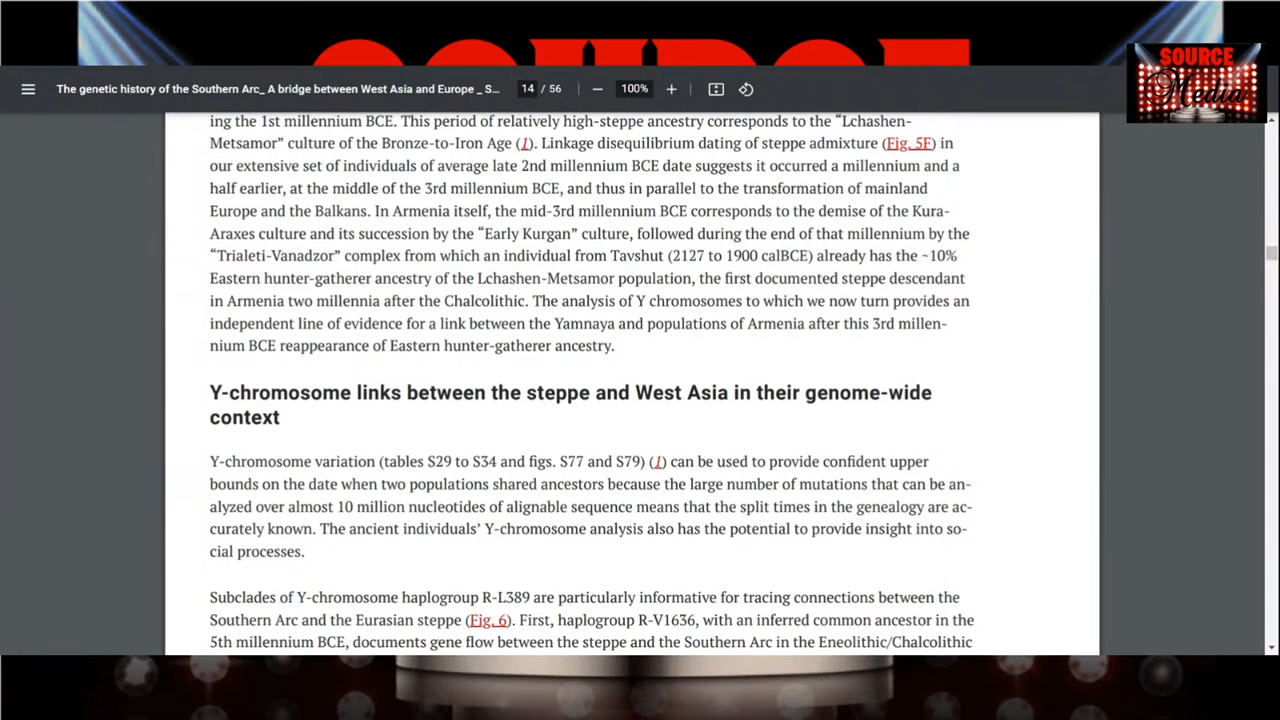 SOURCE
Media
The genetic history of the Southern Arc_ A bridge between West Asia and Europe _ S...
14 / 56
100%
ing the 1st millennium BCE. This period of relatively high-steppe ancestry corresponds to the “Lchashen-
Metsamor” culture of the Bronze-to-Iron Age (1). Linkage disequilibrium dating of steppe admixture (Fig. 5F) in
our extensive set of individuals of average late 2nd millennium BCE date suggests it occurred a millennium and a
half earlier, at the middle of the 3rd millennium BCE, and thus in parallel to the transformation of mainland
Europe and the Balkans. In Armenia itself, the mid-3rd millennium BCE corresponds to the demise of the Kura-
Araxes culture and its succession by the “Early Kurgan” culture, followed during the end of that millennium by the
“Trialeti-Vanadzor” complex from which an individual from Tavshut (2127 to 1900 calBCE) already has the ~10%
Eastern hunter-gatherer ancestry of the Lchashen-Metsamor population, the first documented steppe descendant
in Armenia two millennia after the Chalcolithic. The analysis of Y chromosomes to which we now turn provides an
independent line of evidence for a link between the Yamnaya and populations of Armenia after this 3rd millen-
nium BCE reappearance of Eastern hunter-gatherer ancestry.
Y-chromosome links between the steppe and West Asia in their genome-wide
context
Y-chromosome variation (tables S29 to S34 and figs. S77 and S79) (1) can be used to provide confident upper
bounds on the date when two populations shared ancestors because the large number of mutations that can be an-
alyzed over almost 10 million nucleotides of alignable sequence means that the split times in the genealogy are ac-
curately known. The ancient individuals’ Y-chromosome analysis also has the potential to provide insight into so-
cial processes.
Subclades of Y-chromosome haplogroup R-L389 are particularly informative for tracing connections between the
Southern Arc and the Eurasian steppe (Fig. 6). First, haplogroup R-V1636, with an inferred common ancestor in the
5th millennium BCE, documents gene flow between the steppe and the Southern Arc in the Eneolithic/Chalcolithic